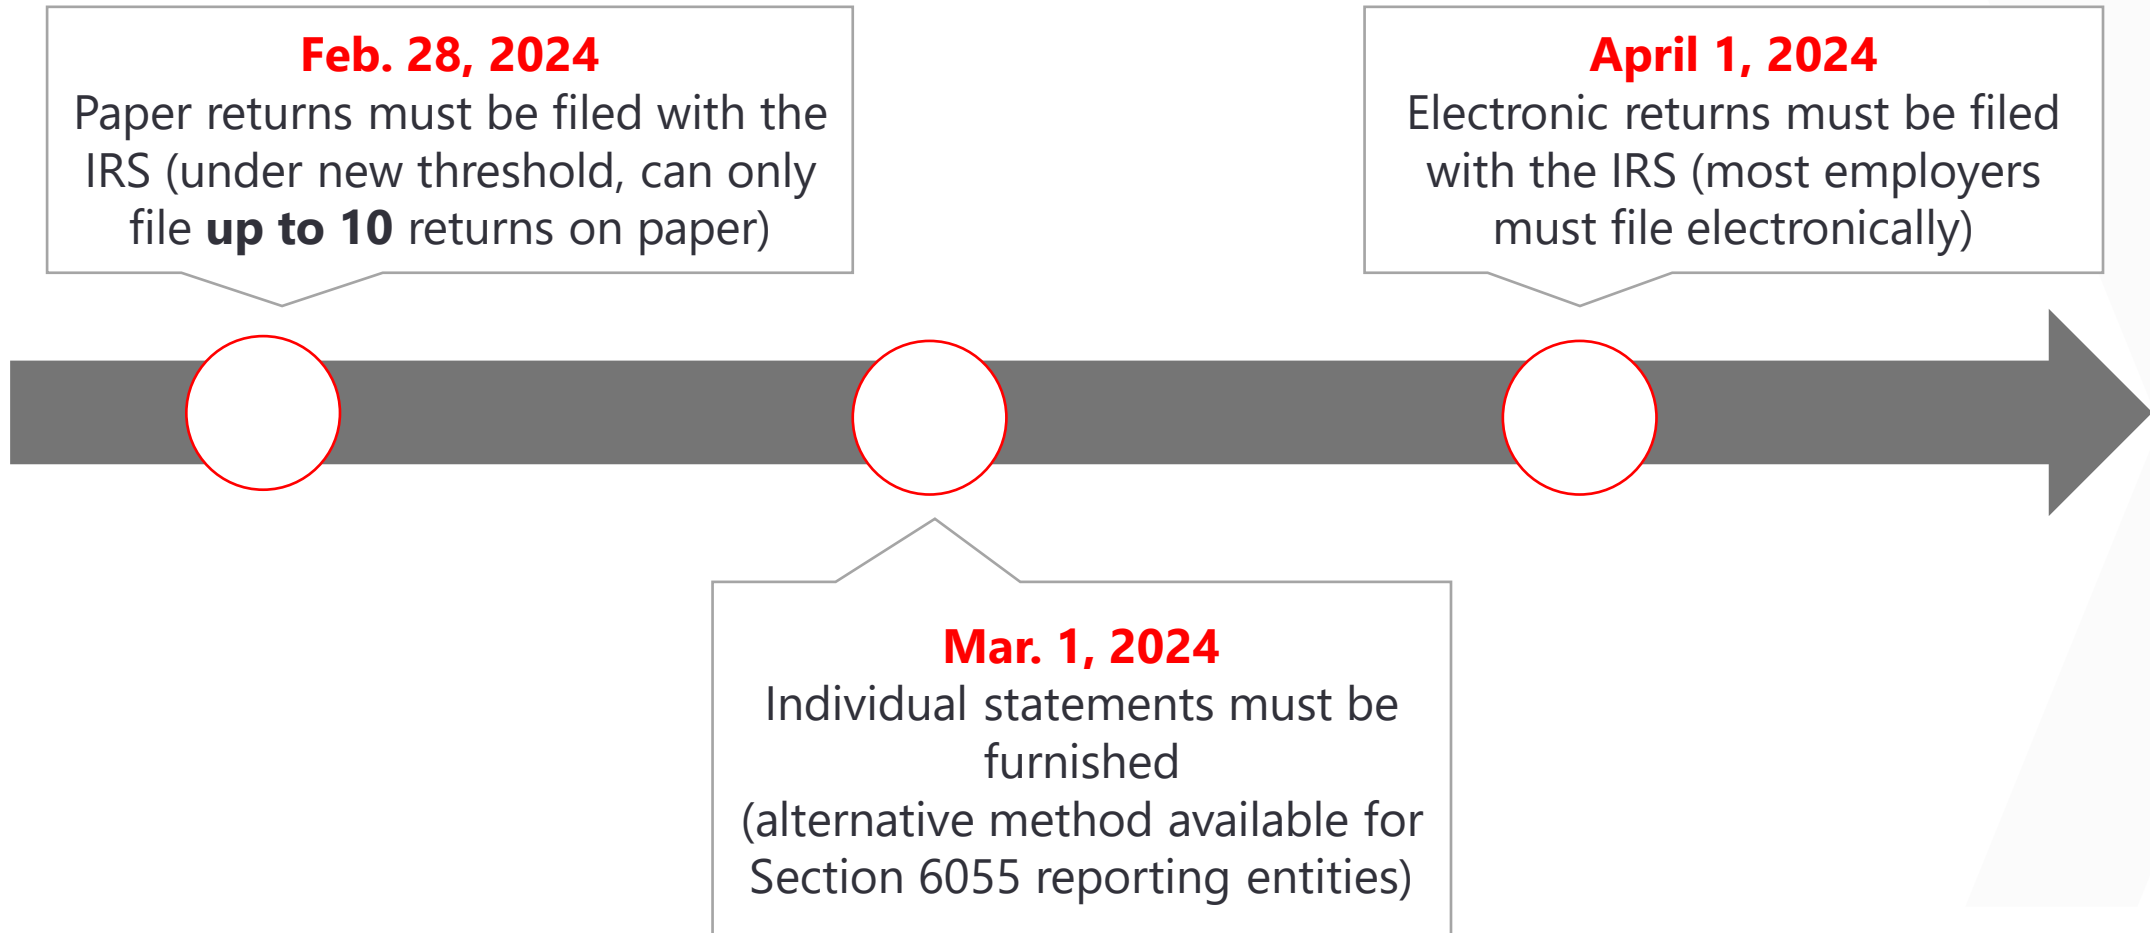 Feb. 28, 2024
Paper returns must be filed with the
IRS (under new threshold, can only
file up to 10 returns on paper)
April 1, 2024
Electronic returns must be filed
with the IRS (most employers
must file electronically)
Mar. 1, 2024
Individual statements must be
furnished
(alternative method available for
Section 6055 reporting entities)